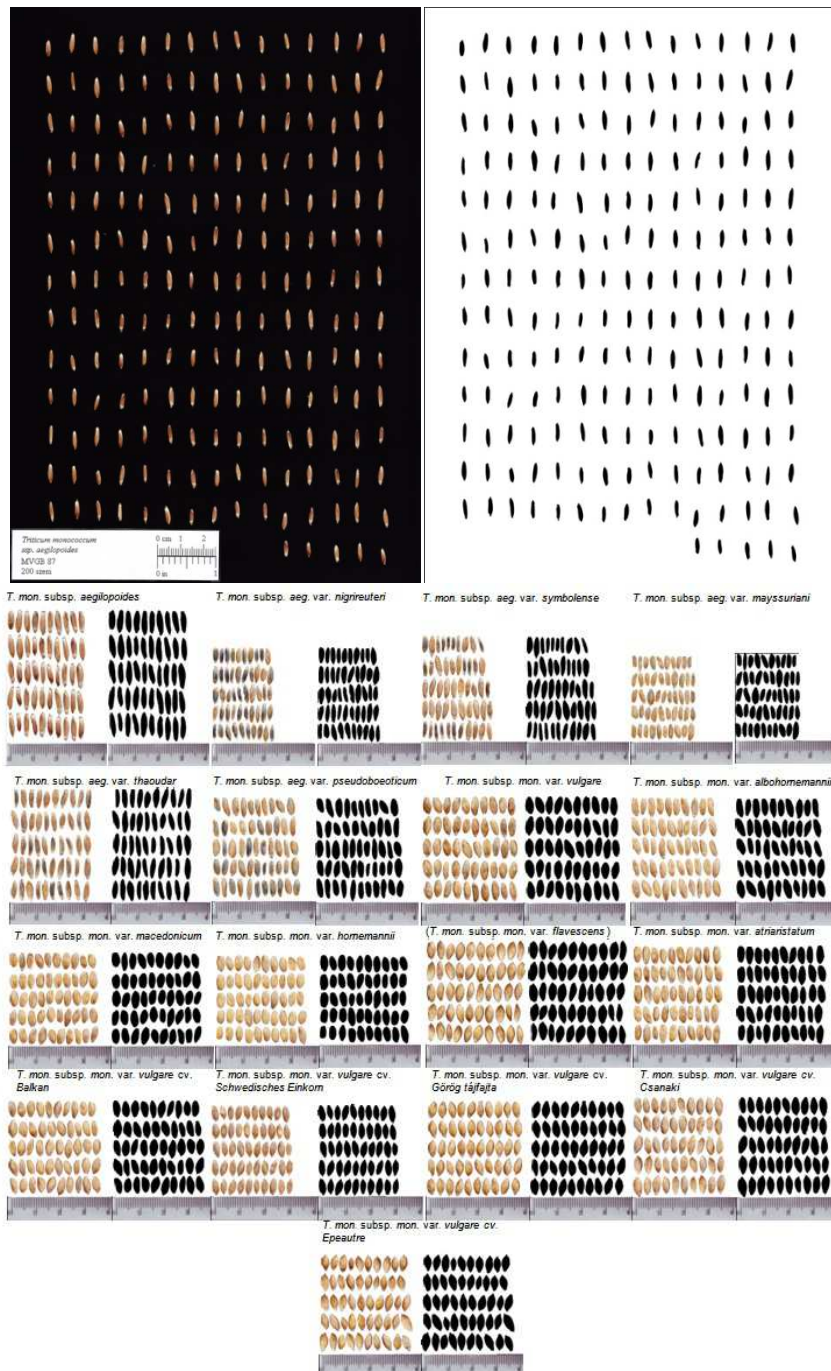 Triticum monococcum
ssp. aegilopoides
MVGB 87
200 szem
0 cm 1 2
0 in 1
T. mon. subsp. aegilopoides
T. mon. subsp. aeg. var. nigrireuteri
T. mon. subsp. aeg. var. symbolense
T. mon. subsp. aeg. var. mayssuriani
T. mon. subsp. aeg. var. thaoudar
T. mon. subsp. aeg. var. pseudoboeoticum
T. mon. subsp. mon. var. vulgare
T. mon. subsp. mon. var. albohornemannii
T. mon. subsp. mon. var. macedonicum
T. mon. subsp. mon. var. hornemannii
(T. mon. subsp. mon. var. flavescens)
T. mon. subsp. mon. var. atriaristatum
T. mon. subsp. mon. var. vulgare cv.
Balkan
T. mon. subsp. mon. var. vulgare cv.
Schwedisches Einkorn
T. mon. subsp. mon. var. vulgare cv.
Görög tájfajta
T. mon. subsp. mon. var. vulgare cv.
Csanaki
T. mon. subsp. mon. var. vulgare cv.
Epeautre